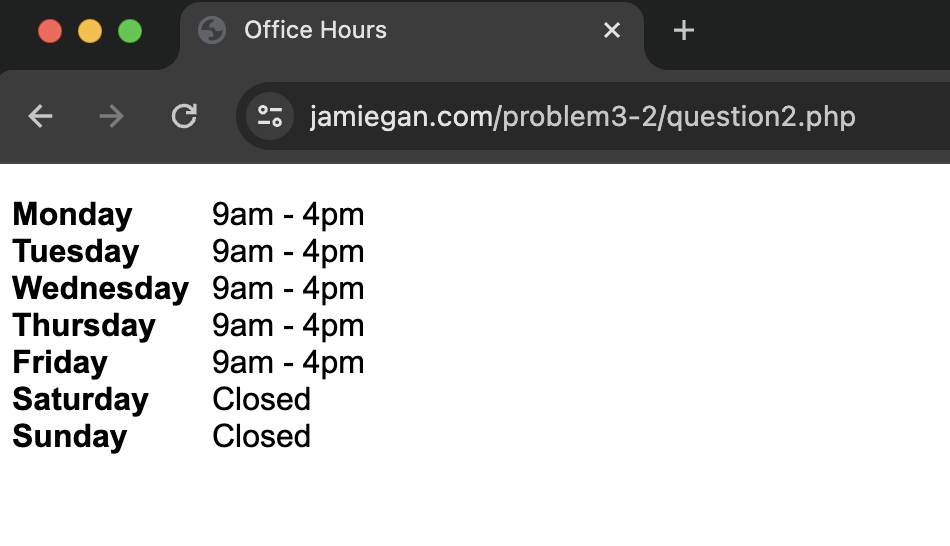 Office Hours
jamiegan.com/problem3-2/question2.php
Monday 9am - 4pm
Tuesday 9am - 4pm
Wednesday 9am - 4pm
Thursday 9am - 4pm
Friday 9am - 4pm
Saturday Closed
Sunday Closed